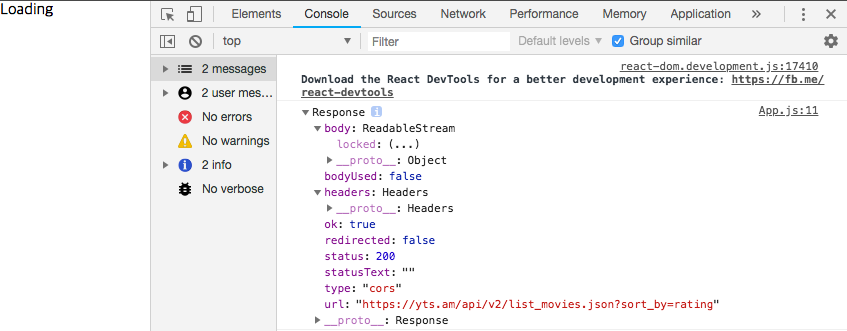 Loading
Elements Console Sources Network Performance Memory Application »
top Filter Default levels Group similar
2 messages
2 user mes...
No errors
No warnings
2 info
No verbose
react-dom.development.js:17410
Download the React DevTools for a better development experience: https://fb.me/
react-devtools
Response i App.js:11
body: ReadableStream
locked: (...)
__proto__: Object
bodyUsed: false
headers: Headers
__proto__: Headers
ok: true
redirected: false
status: 200
statusText: ""
type: "cors"
url: "https://yts.am/api/v2/list_movies.json?sort_by=rating"
__proto__: Response